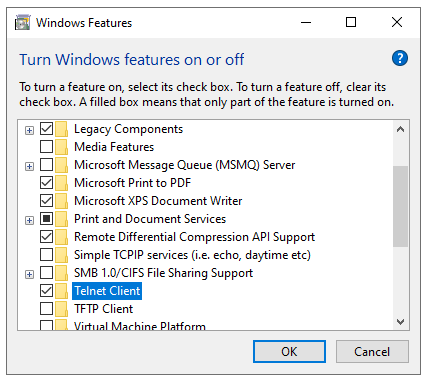 Windows Features
Turn Windows features on or off
?
To turn a feature on, select its check box. To turn a feature off, clear its
check box. A filled box means that only part of the feature is turned on.
Legacy Components
Media Features
Microsoft Message Queue (MSMQ) Server
Microsoft Print to PDF
Microsoft XPS Document Writer
Print and Document Services
Remote Differential Compression API Support
Simple TCPIP services (i.e. echo, daytime etc)
SMB 1.0/CIFS File Sharing Support
Telnet Client
TFTP Client
Virtual Machine Platform
OK
Cancel